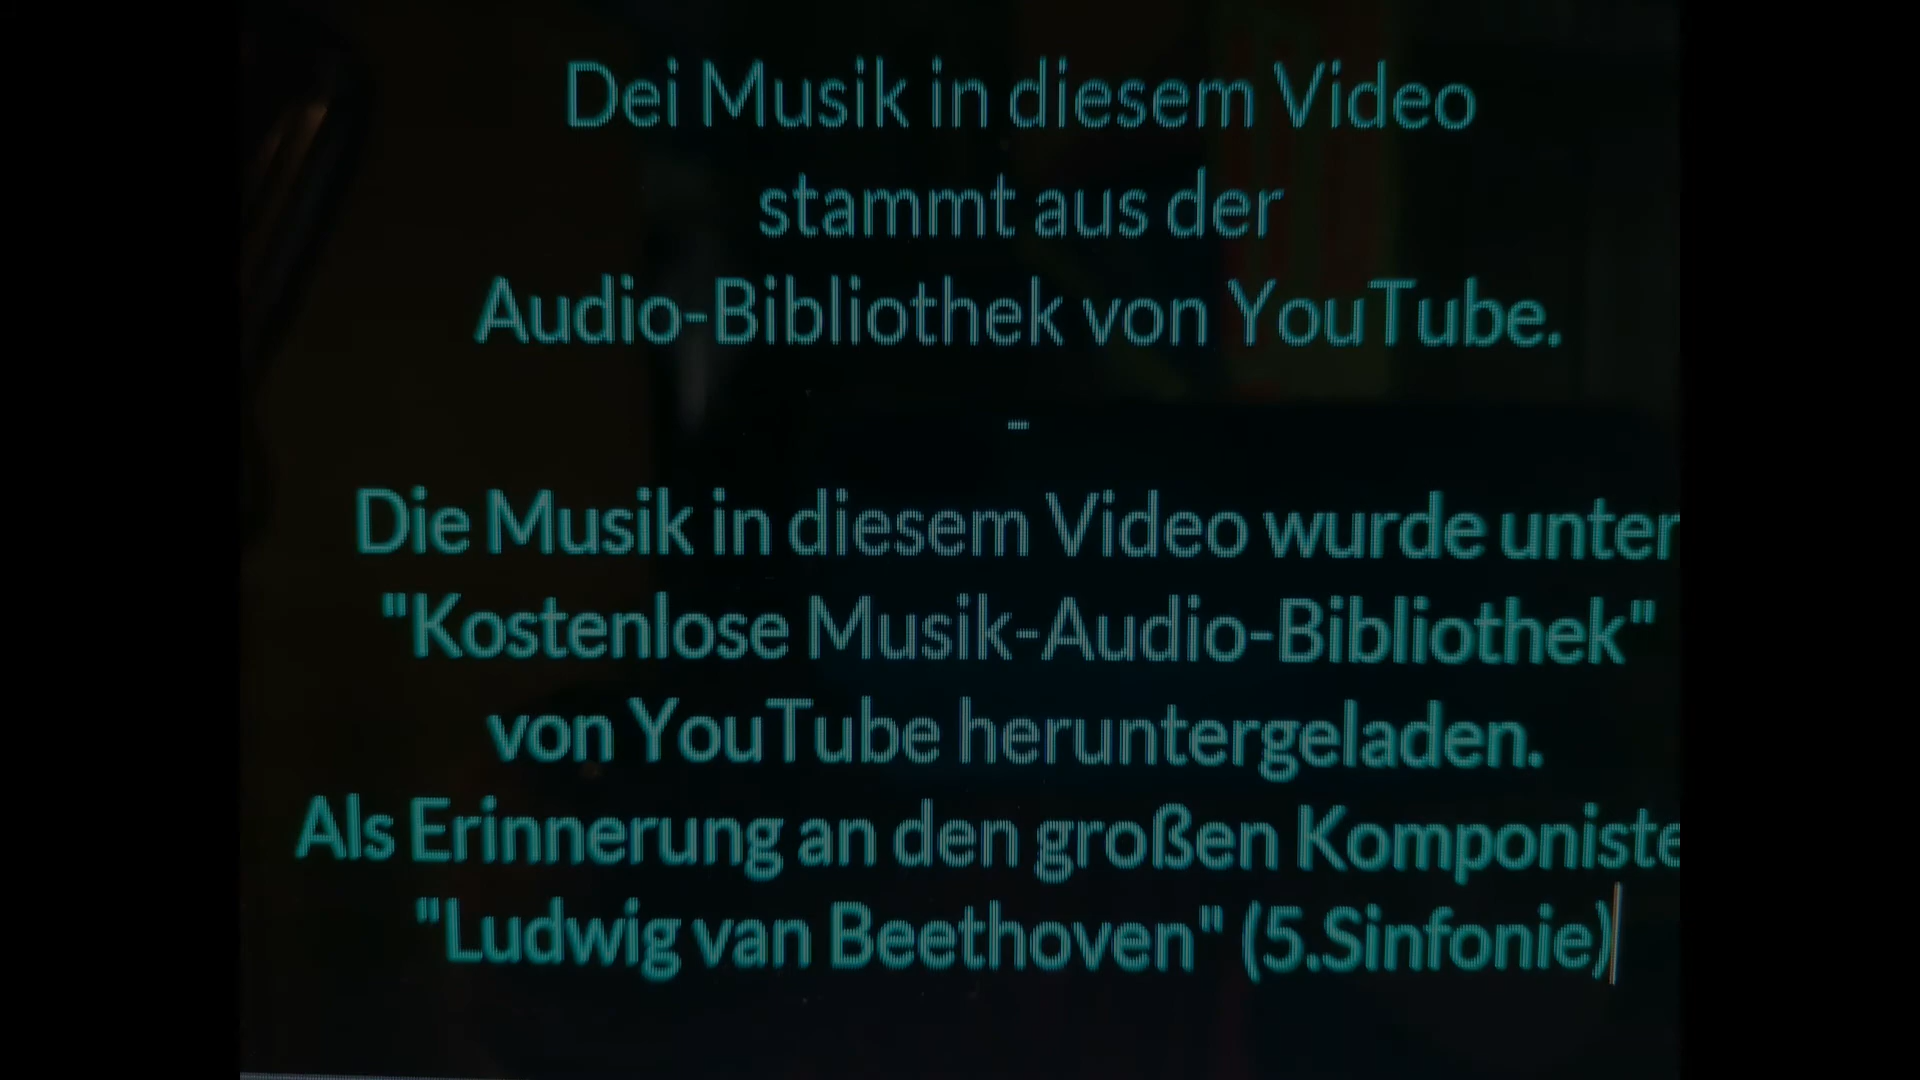 Dei Musik in diesem Video
stammt aus der
Audio-Bibliothek von YouTube.
-
Die Musik in diesem Video wurde unter
"Kostenlose Musik-Audio-Bibliothek"
von YouTube heruntergeladen.
Als Erinnerung an den großen Komponiste
"Ludwig van Beethoven" (5.Sinfonie)